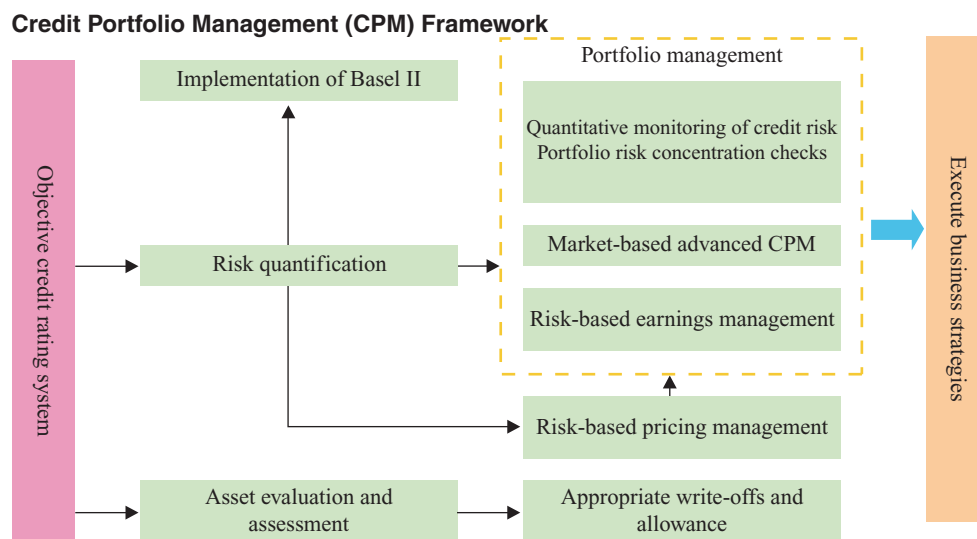 Credit Portfolio Management (CPM) Framework
Objective credit rating system
Implementation of Basel II
Risk quantification
Asset evaluation and
assessment
Portfolio management
Quantitative monitoring of credit risk
Portfolio risk concentration checks
Market-based advanced CPM
Risk-based earnings management
Risk-based pricing management
Appropriate write-offs and
allowance
Execute business strategies